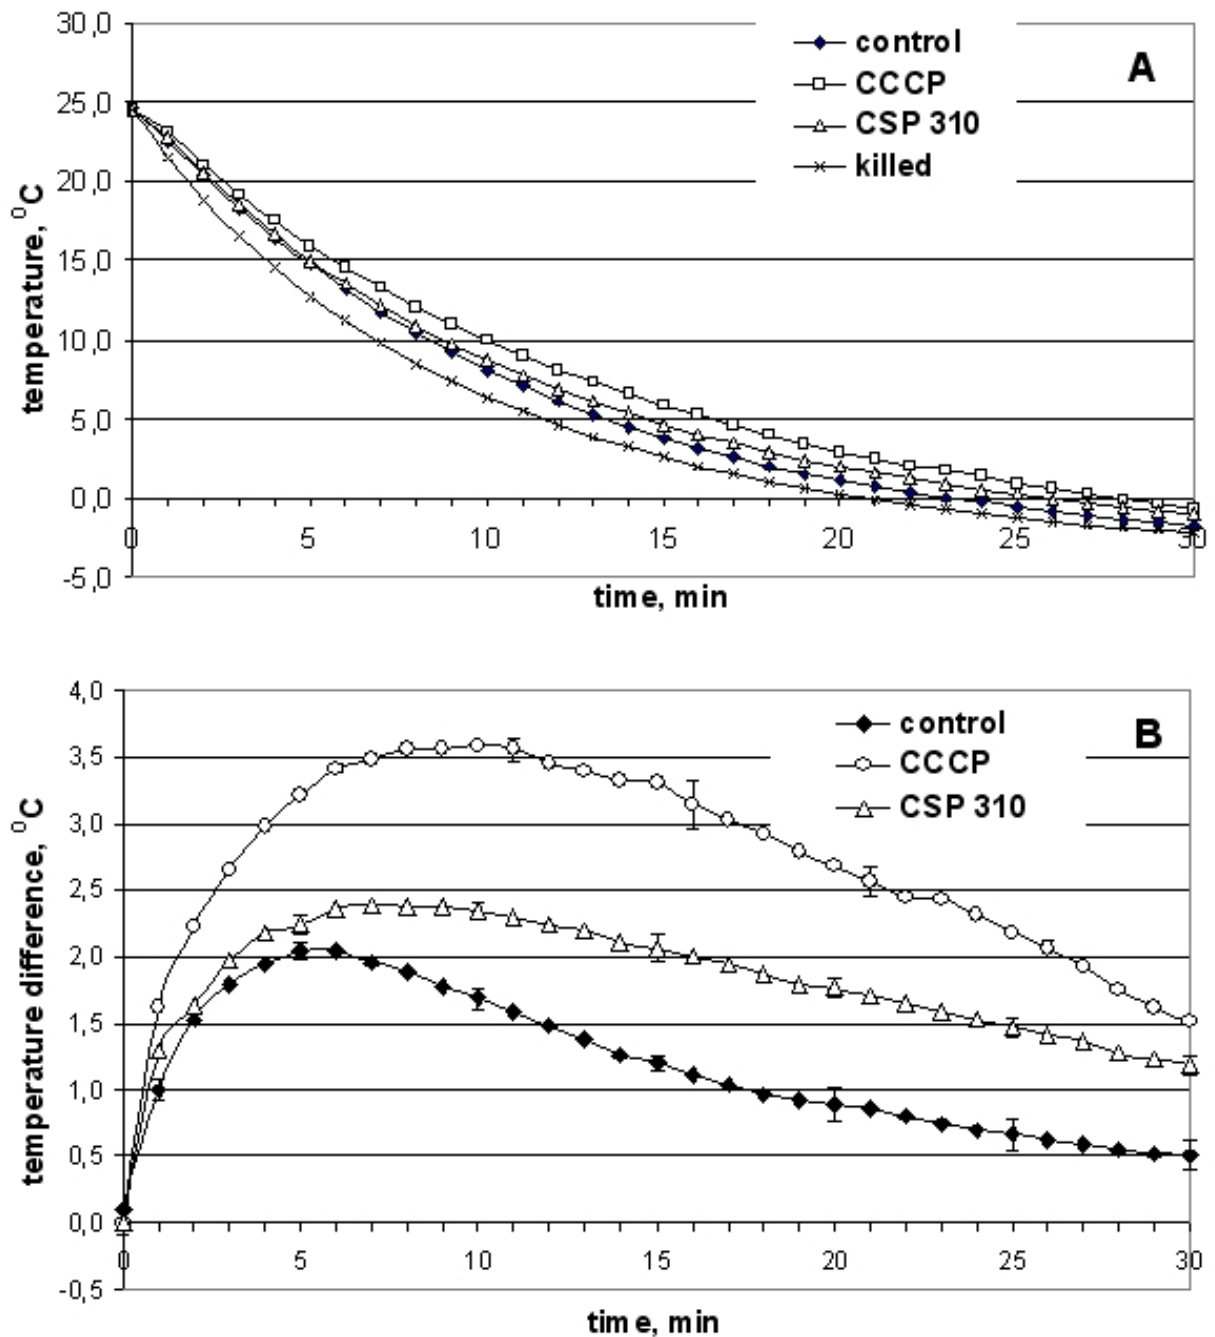 30,0
25,0
20,0
15,0
10,0
5,0
0,0
-5,0
temperature, ⁰C
control
CCCP
CSP 310
killed
A
0 5 10 15 20 25 30
time, min
4,0
3,5
3,0
2,5
2,0
1,5
1,0
0,5
0,0
-0,5
temperature difference, ⁰C
control
CCCP
CSP 310
B
0 5 10 15 20 25 30
time, min